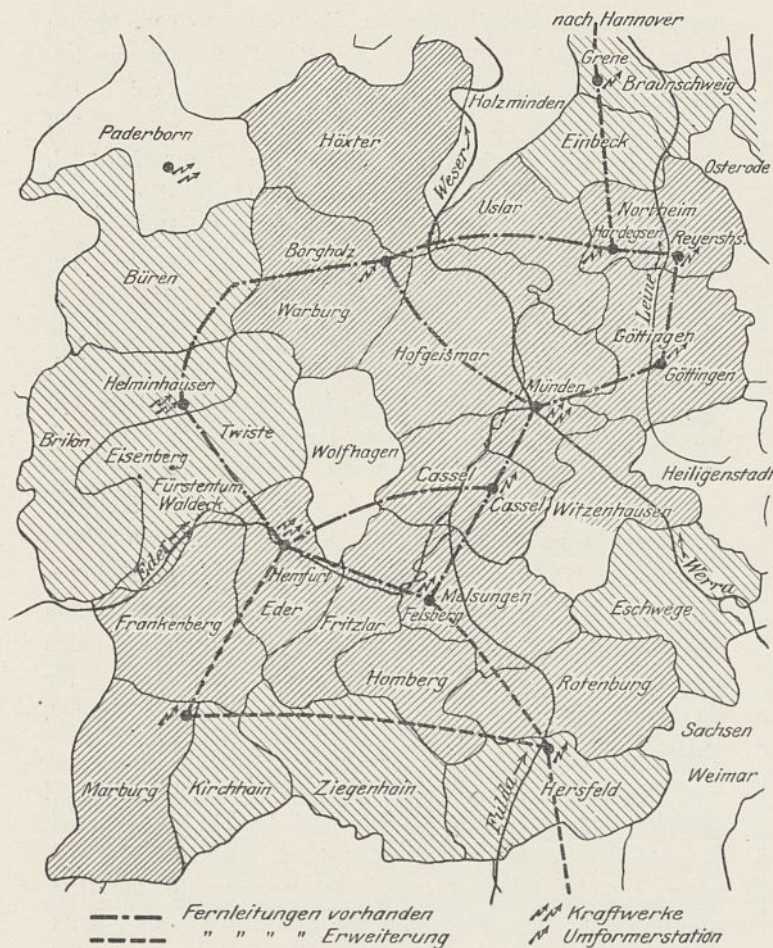 nach Hannover
Grene
Braunschweig
Holzminden
Paderborn
Höxter
Einbeck
Osterode
Weser
Uslar
Northeim
Hardegsen
Reyershs.
Borgholz
Büren
Leine
Warburg
Göttingen
Hofgeismar
Göttingen
Helminhausen
Münden
Twiste
Brilon
Wolfhagen
Eisenberg
Cassel
Heiligenstadt
Fürstentum
Waldeck
Cassel
Witzenhausen
Eder
Werra
Hemfurt
Melsungen
Eschwege
Eder
Felsberg
Frankenberg
Fritzlar
Homberg
Rotenburg
Sachsen
Weimar
Marburg
Kirchhain
Ziegenhain
Fulda
Hersfeld
Fernleitungen vorhanden
" " " " Erweiterung
Kraftwerke
Umformerstation